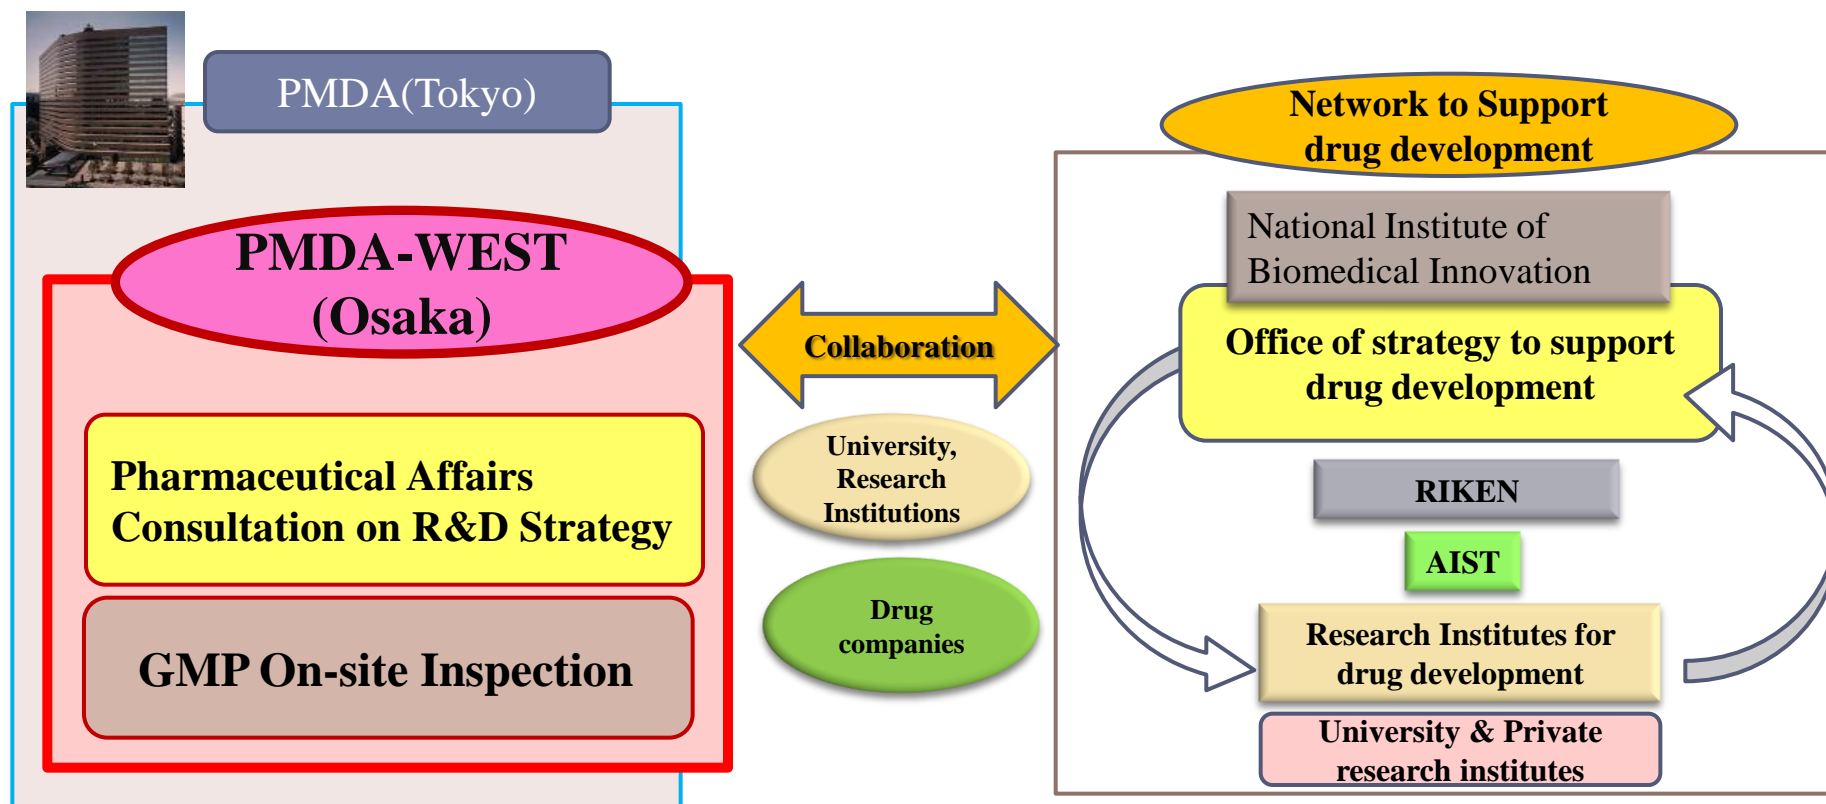 PMDA(Tokyo)
PMDA-WEST
(Osaka)
Pharmaceutical Affairs
Consultation on R&D Strategy
GMP On-site Inspection
Collaboration
University,
Research
Institutions
Drug
companies
Network to Support
drug development
National Institute of
Biomedical Innovation
Office of strategy to support
drug development
RIKEN
AIST
Research Institutes for
drug development
University & Private
research institutes